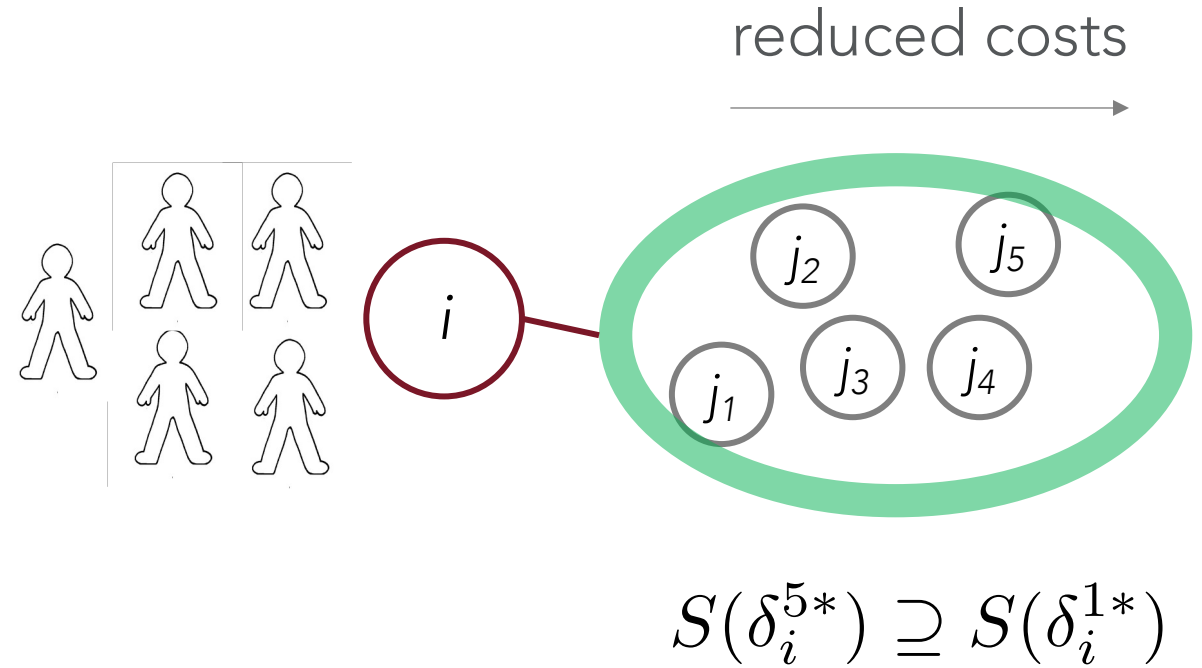 reduced costs
i
j₂
j₅
j₃
j₄
j₁
S(δᵢ⁵*) ⊇ S(δᵢ¹*)